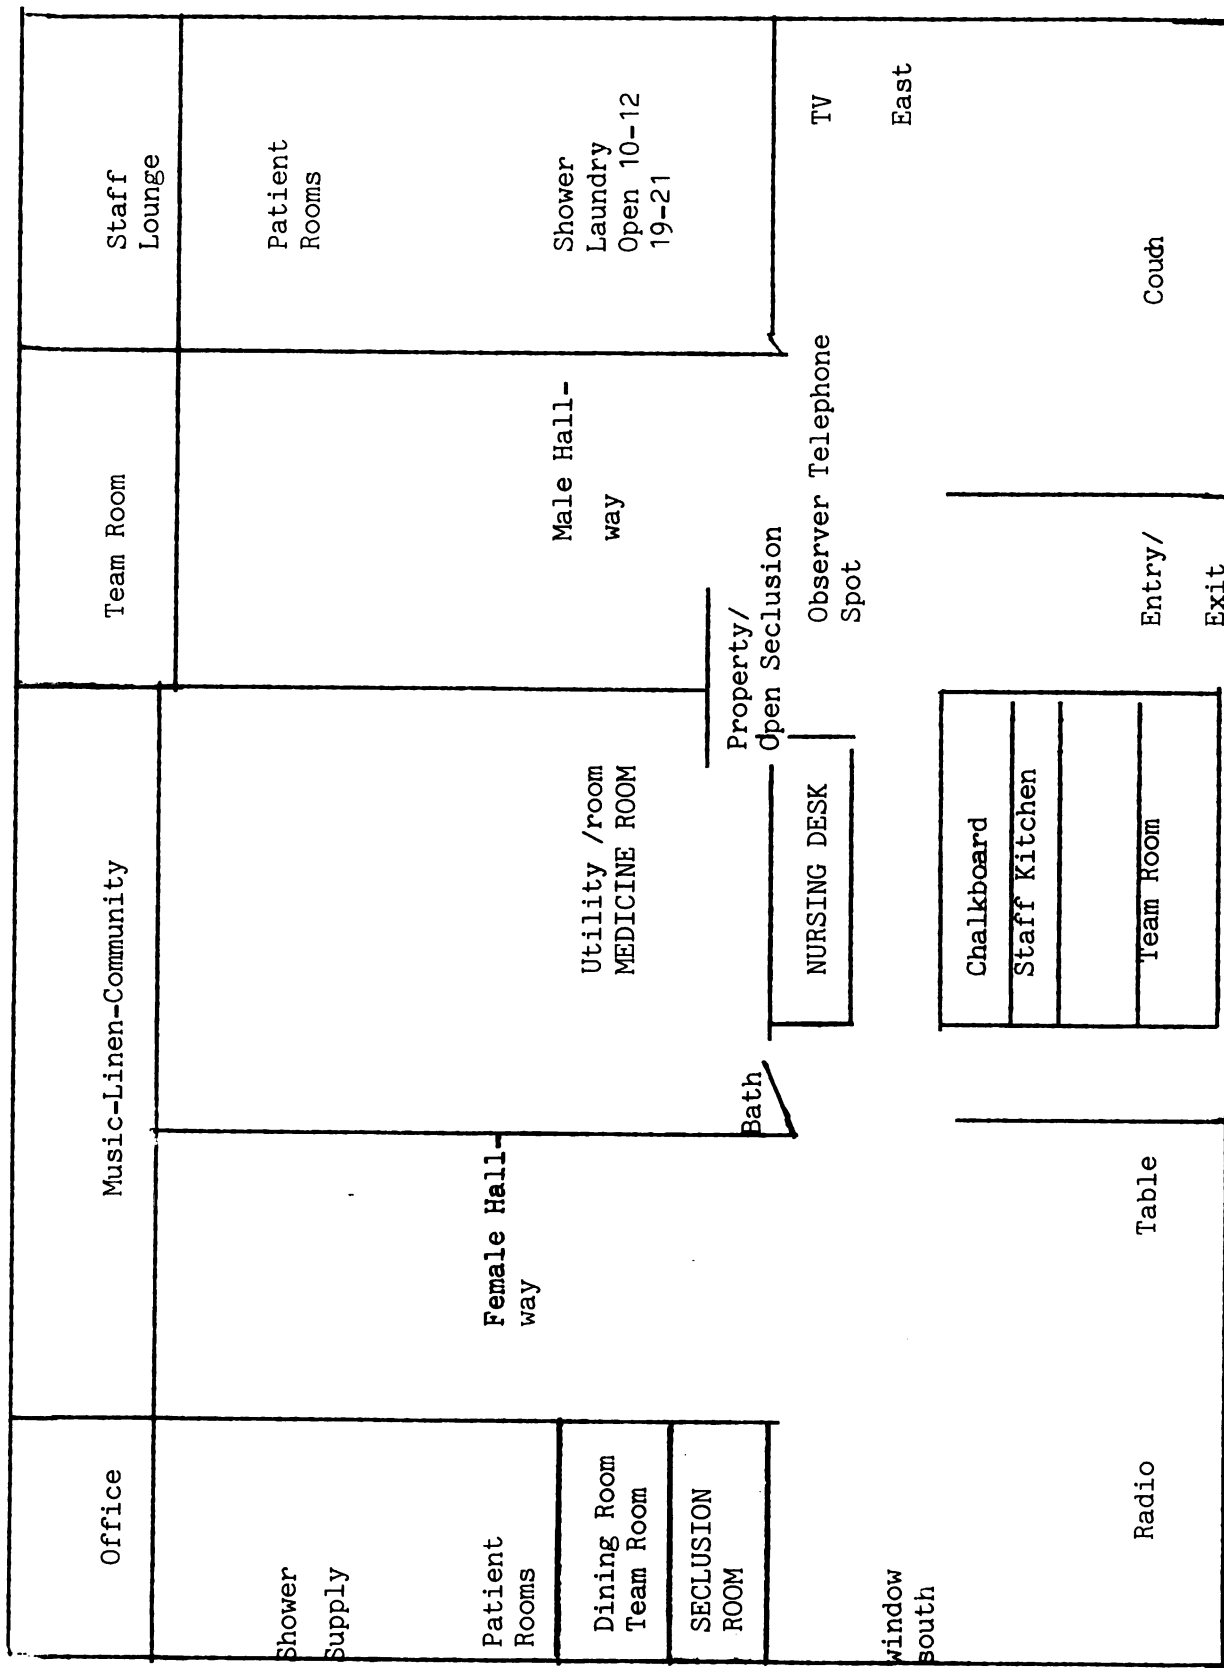 Office
Music-Linen-Community
Team Room
Staff
Lounge
Shower
Supply
Patient
Rooms
Patient
Rooms
Female Hall-
way
Male Hall-
way
Shower
Laundry
Open 10-12
19-21
Dining Room
Team Room
Utility /room
MEDICINE ROOM
SECLUSION
ROOM
Bath
Property/
Open Seclusion
NURSING DESK
Observer Telephone
Spot
TV
East
window
south
Chalkboard
Staff Kitchen
Team Room
Radio
Table
Entry/
Exit
Couch